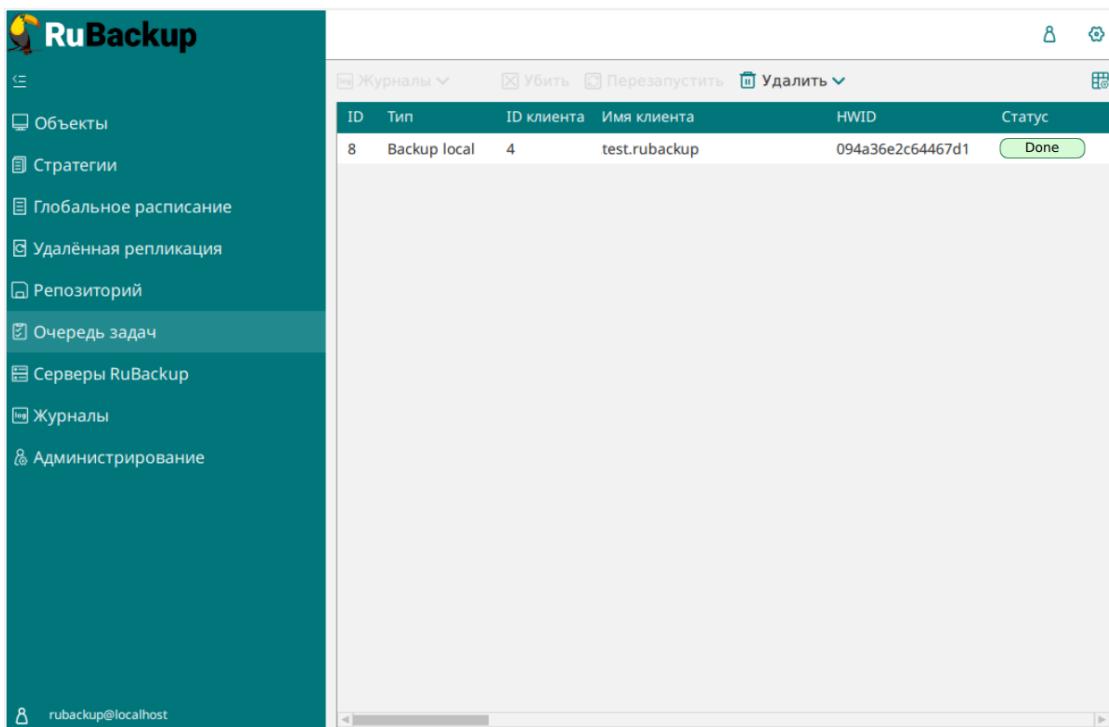 RuBackup
Журналы Убить Перезапустить Удалить
Объекты
Стратегии
Глобальное расписание
Удалённая репликация
Репозиторий
Очередь задач
Серверы RuBackup
log Журналы
Администрирование
rubackup@localhost
ID Тип ID клиента Имя клиента HWID Статус
8 Backup local 4 test.rubackup 094a36e2c64467d1 Done